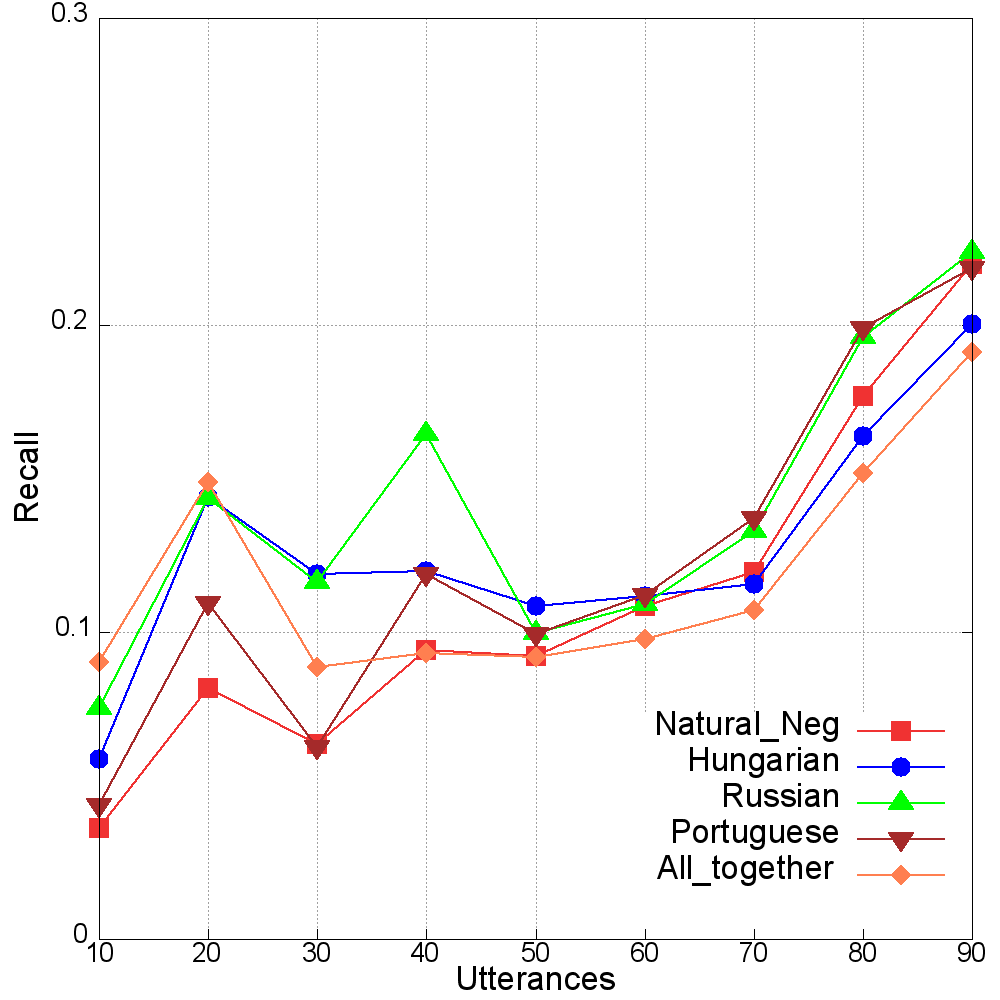 0.3
0.2
0.1
0
Recall
Natural_Neg
Hungarian
Russian
Portuguese
All_together
10 20 30 40 50 60 70 80 90
Utterances